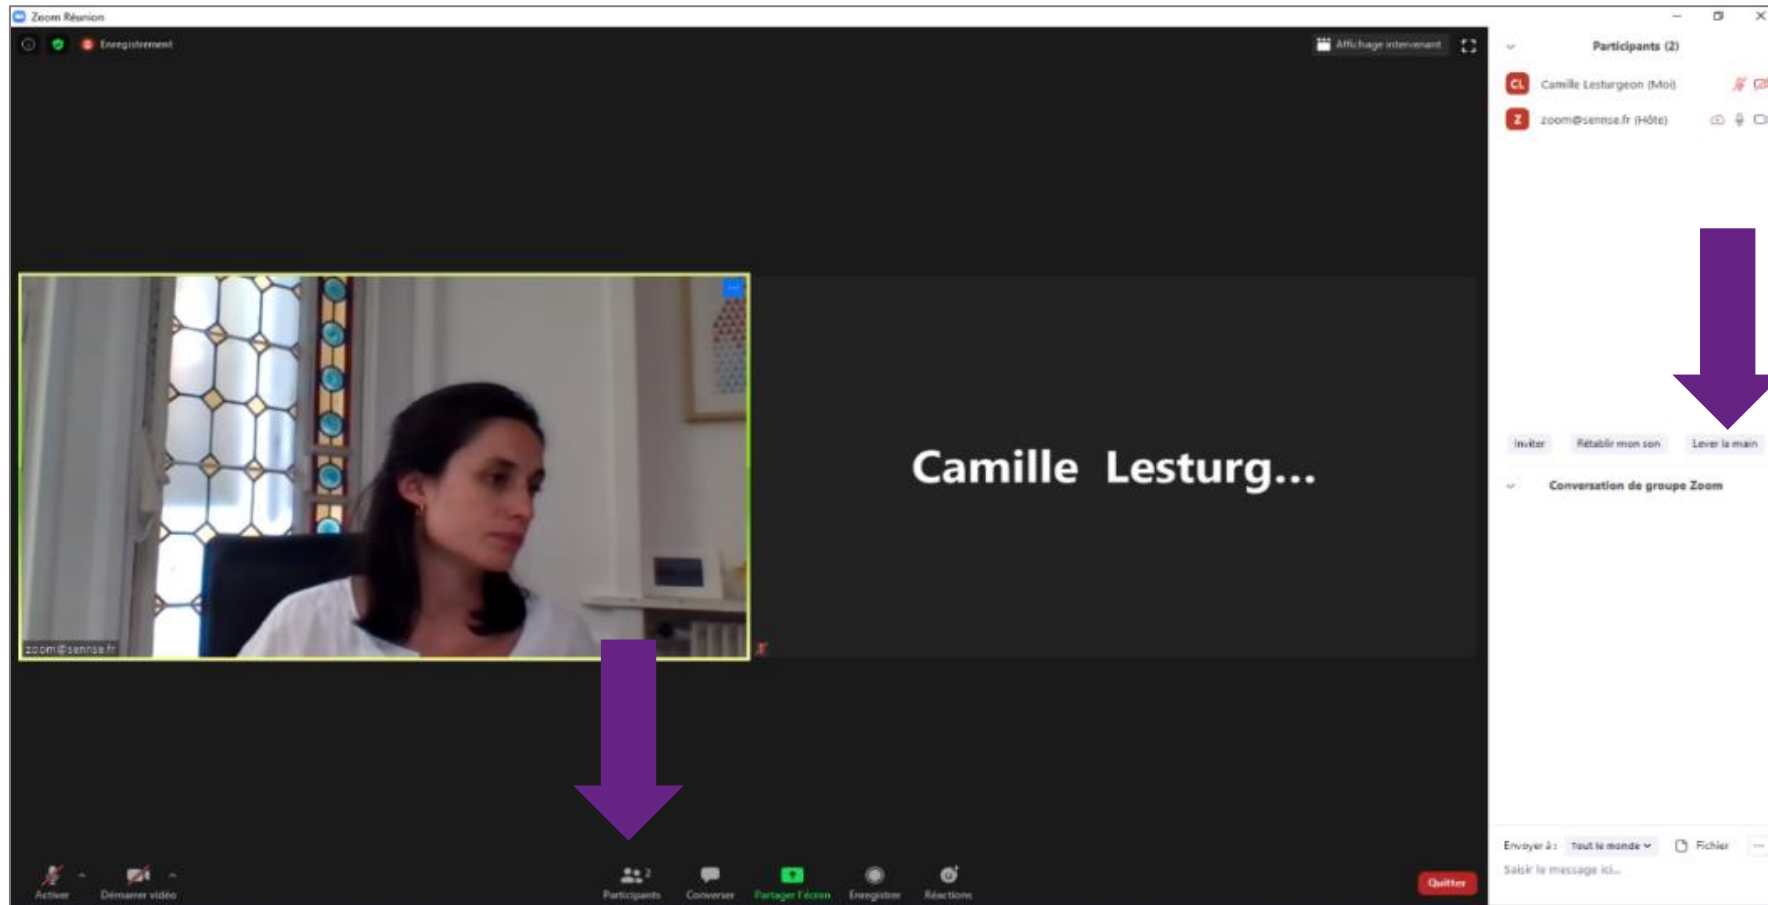 Zoom Réunion
Enregistrement
Affichage intervenant
Participants (2)
CL Camille Lesturgeon (Moi)
Z zoom@sennse.fr (Hôte)
Camille Lesturg...
zoom@sennse.fr
Inviter Rétablir mon son Lever la main
Conversation de groupe Zoom
Envoyer à : Tout le monde Fichier ...
Saisir le message ici...
2
Activer Démarrer vidéo Participants Converser Partager l'écran Enregistrer Réactions Quitter